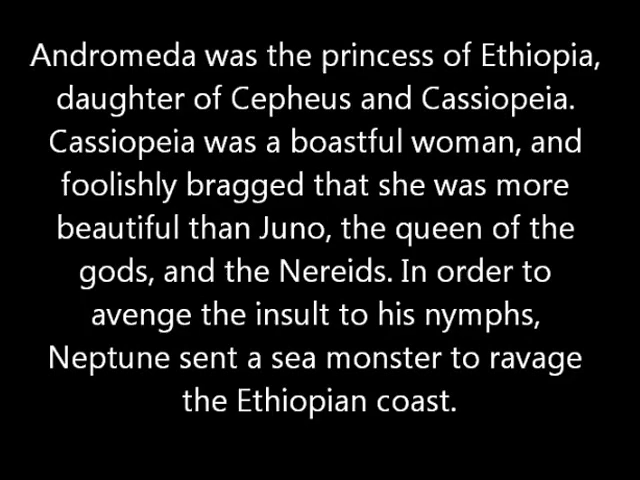 Andromeda was the princess of Ethiopia,
daughter of Cepheus and Cassiopeia.
Cassiopeia was a boastful woman, and
foolishly bragged that she was more
beautiful than Juno, the queen of the
gods, and the Nereids. In order to
avenge the insult to his nymphs,
Neptune sent a sea monster to ravage
the Ethiopian coast.